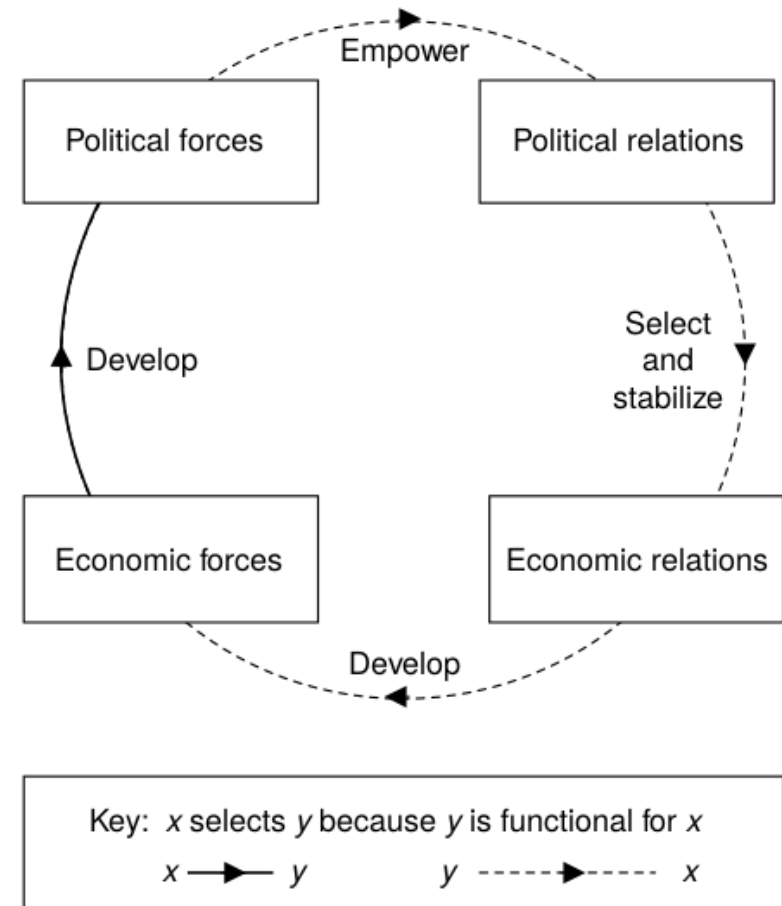 Empower
Political forces
Political relations
Select
and
stabilize
Develop
Economic forces
Economic relations
Develop
Key: x selects y because y is functional for x
x y y x